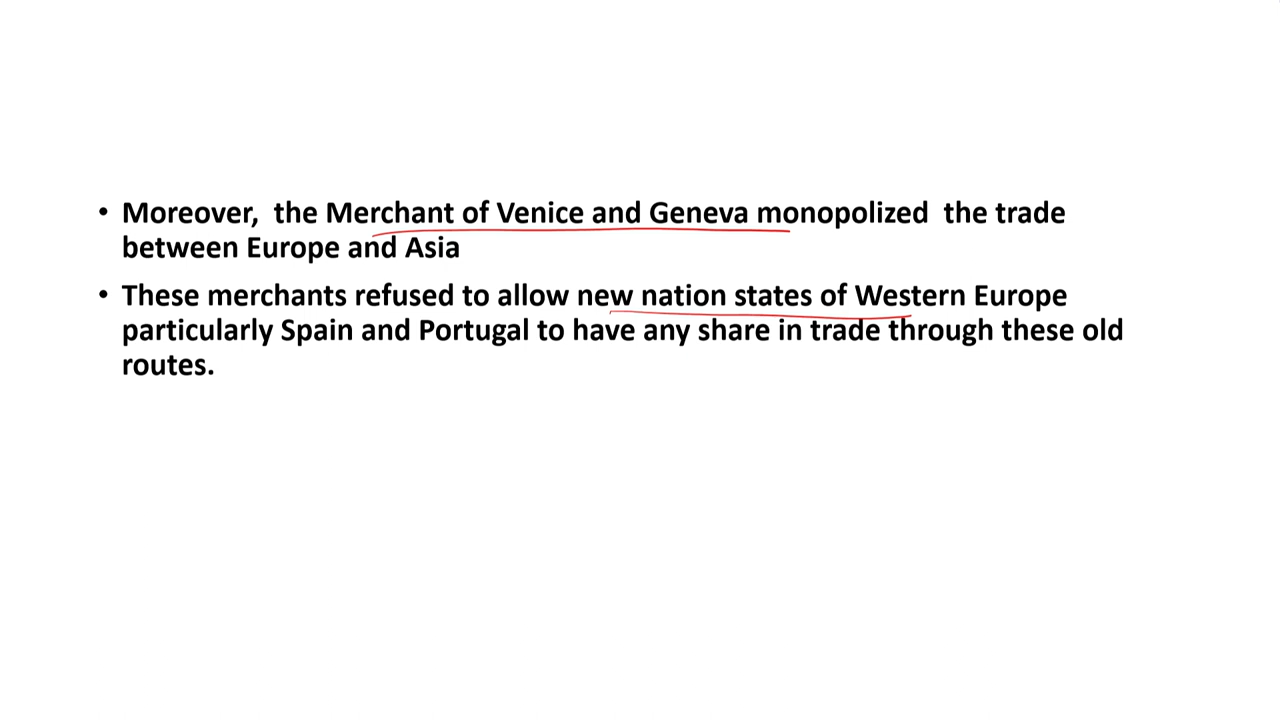 • Moreover,  the Merchant of Venice and Geneva monopolized  the trade
between Europe and Asia
• These merchants refused to allow new nation states of Western Europe
particularly Spain and Portugal to have any share in trade through these old
routes.